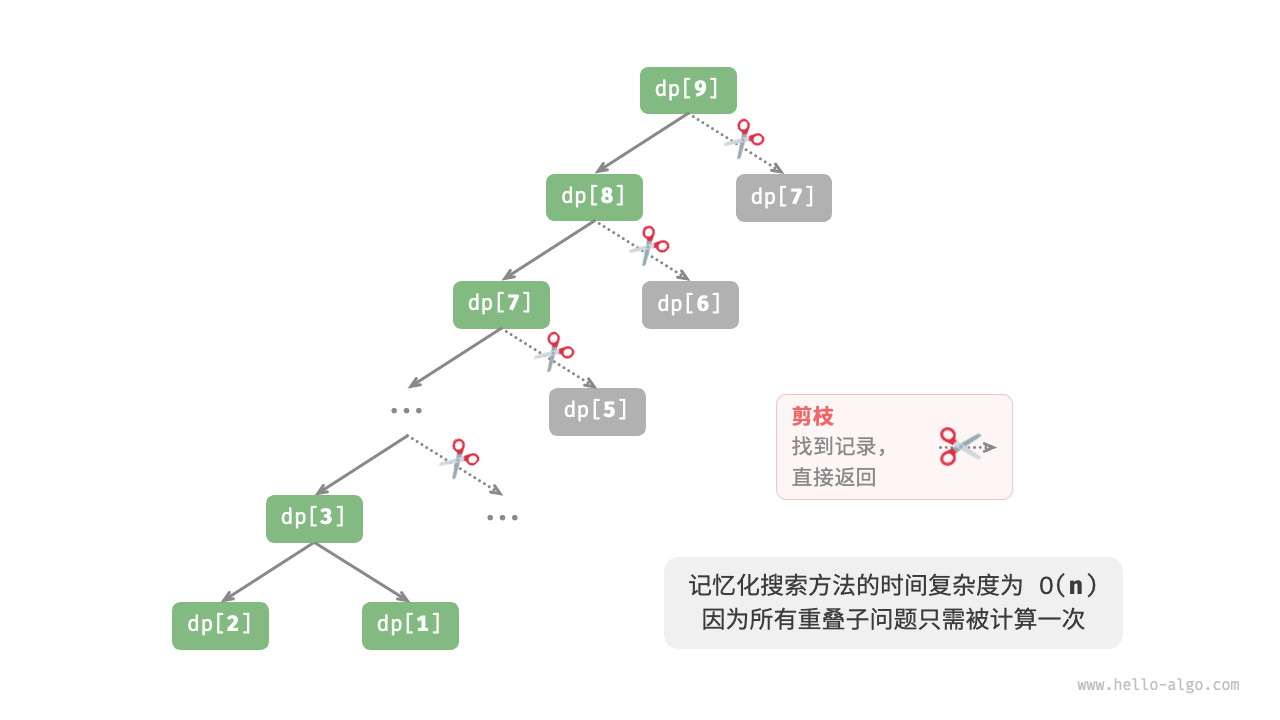 dp[9]
dp[8]
dp[7]
dp[7]
dp[6]
...
dp[5]
dp[3]
...
dp[2]
dp[1]
剪枝
找到记录，
直接返回
记忆化搜索方法的时间复杂度为 O(n)
因为所有重叠子问题只需被计算一次
www.hello-algo.com